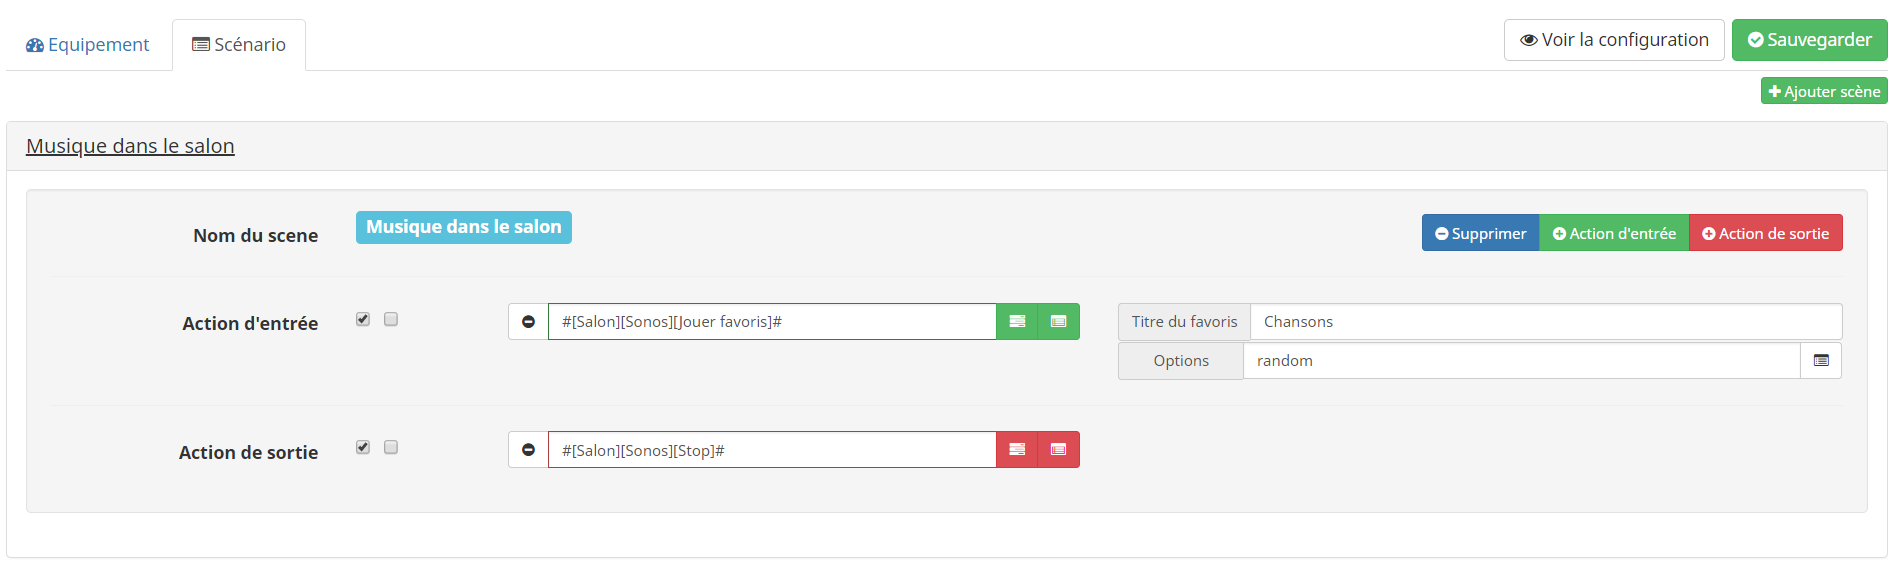 Equipement Scénario Voir la configuration Sauvegarder
Ajouter scène
Musique dans le salon
Nom du scene Musique dans le salon Supprimer Action d'entrée Action de sortie
Action d'entrée #[Salon][Sonos][Jouer favoris]# Titre du favoris Chansons
Options random
Action de sortie #[Salon][Sonos][Stop]#